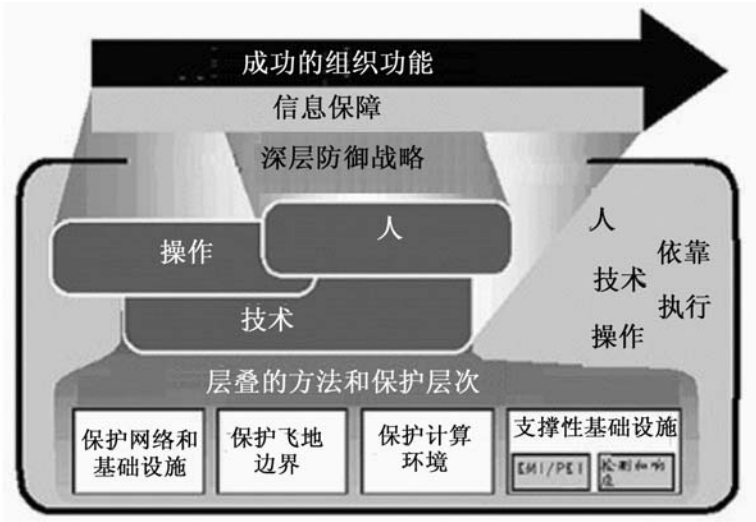 成功的组织功能
信息保障
深层防御战略
操作
人
技术
人
技术
操作
依靠
执行
层叠的方法和保护层次
保护网络和
基础设施
保护飞地
边界
保护计算
环境
支撑性基础设施
KMI/PKI
检测和响
应